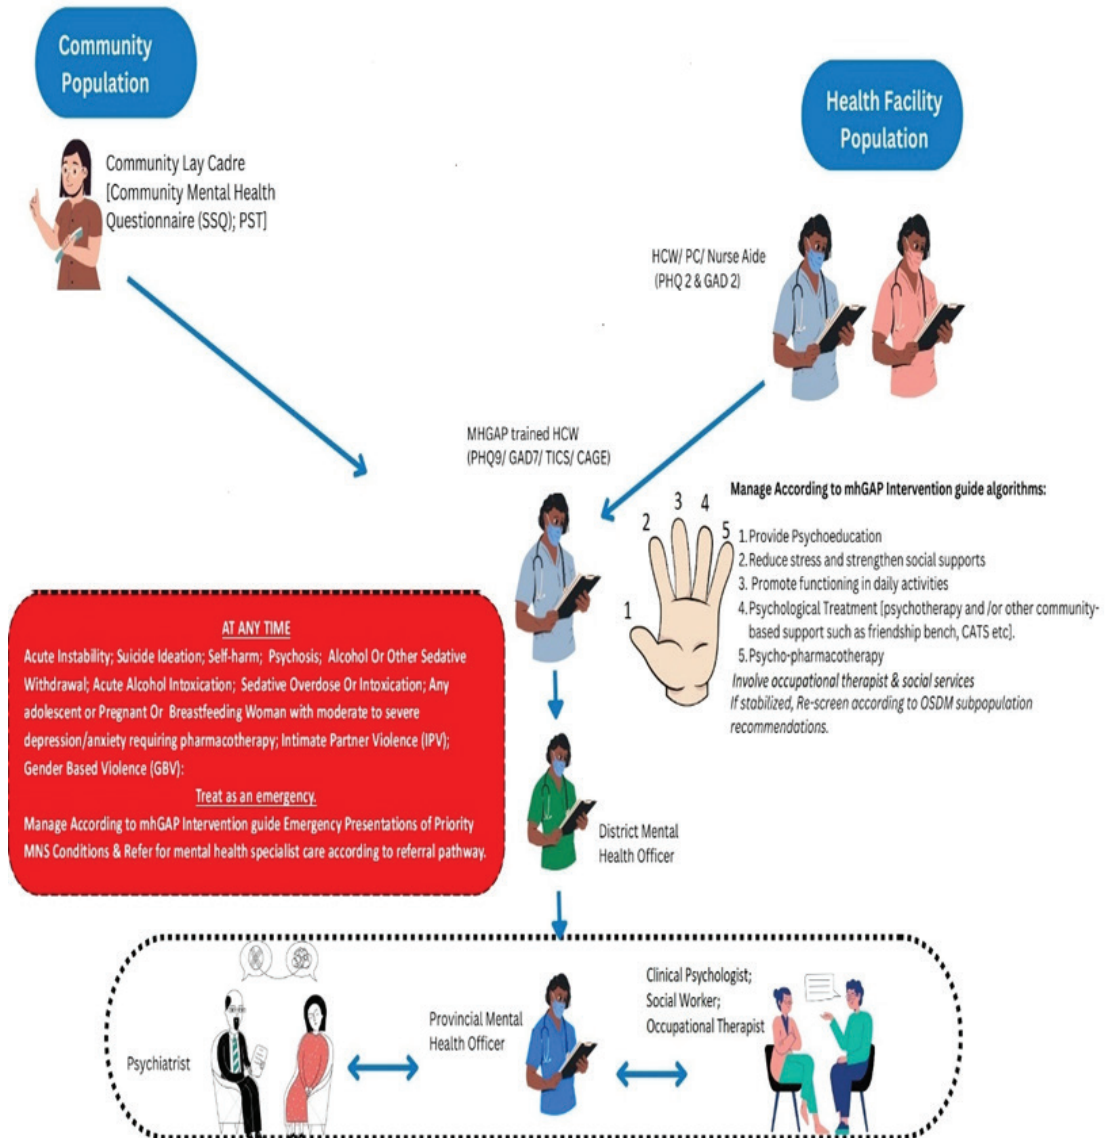 Community
Population
Health Facility
Population
Community Lay Cadre
[Community Mental Health
Questionnaire (SSQ); PST]
HCW/ PC/ Nurse Aide
(PHQ 2 & GAD 2)
MHGAP trained HCW
(PHQ9/ GAD7/ TICS/ CAGE)
Manage According to mhGAP Intervention guide algorithms:
1
2
3
4
5
1. Provide Psychoeducation
2. Reduce stress and strengthen social supports
3. Promote functioning in daily activities
4. Psychological Treatment [psychotherapy and /or other community-
based support such as friendship bench, CATS etc].
5. Psycho-pharmacotherapy
Involve occupational therapist & social services
If stabilized, Re-screen according to OSDM subpopulation
recommendations.
AT ANY TIME
Acute Instability; Suicide Ideation; Self-harm; Psychosis; Alcohol Or Other Sedative
Withdrawal; Acute Alcohol Intoxication; Sedative Overdose Or Intoxication; Any
adolescent or Pregnant Or Breastfeeding Woman with moderate to severe
depression/anxiety requiring pharmacotherapy; Intimate Partner Violence (IPV);
Gender Based Violence (GBV):
Treat as an emergency.
Manage According to mhGAP Intervention guide Emergency Presentations of Priority
MNS Conditions & Refer for mental health specialist care according to referral pathway.
District Mental
Health Officer
Psychiatrist
Provincial Mental
Health Officer
Clinical Psychologist;
Social Worker;
Occupational Therapist